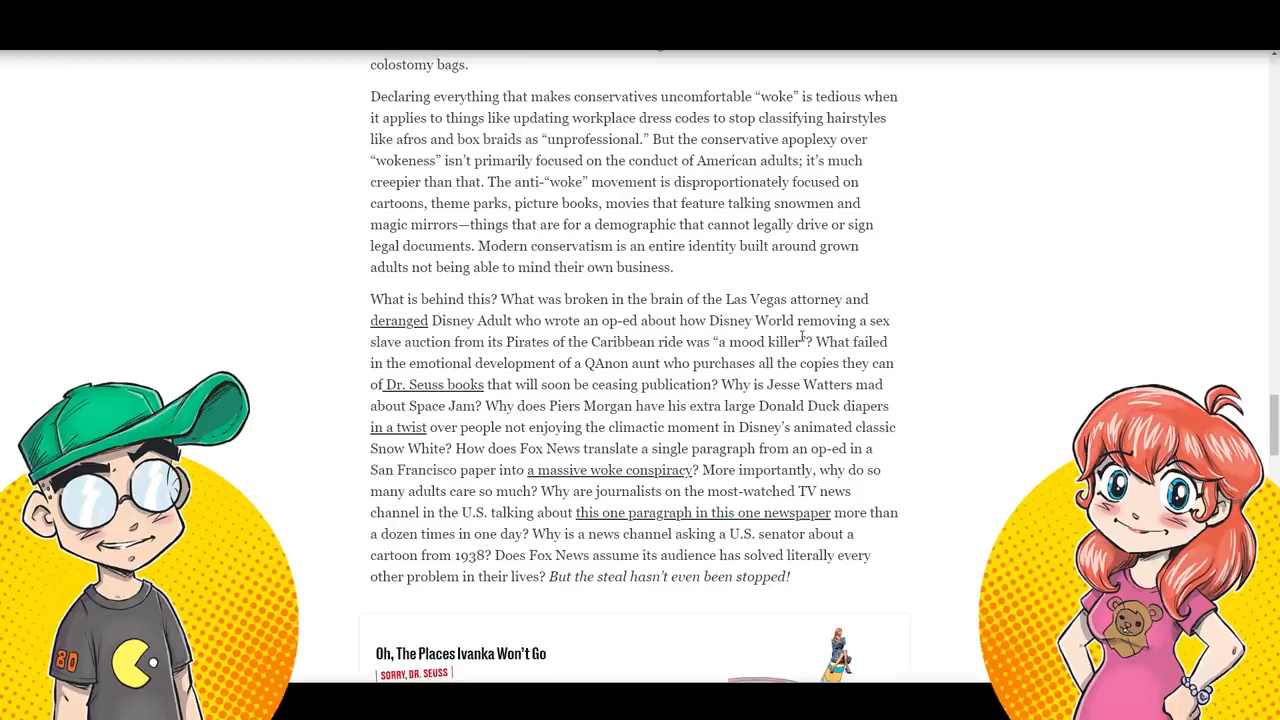 colostomy bags.
Declaring everything that makes conservatives uncomfortable “woke” is tedious when
it applies to things like updating workplace dress codes to stop classifying hairstyles
like afros and box braids as “unprofessional.” But the conservative apoplexy over
“wokeness” isn’t primarily focused on the conduct of American adults; it’s much
creepier than that. The anti-“woke” movement is disproportionately focused on
cartoons, theme parks, picture books, movies that feature talking snowmen and
magic mirrors—things that are for a demographic that cannot legally drive or sign
legal documents. Modern conservatism is an entire identity built around grown
adults not being able to mind their own business.
What is behind this? What was broken in the brain of the Las Vegas attorney and
deranged Disney Adult who wrote an op-ed about how Disney World removing a sex
slave auction from its Pirates of the Caribbean ride was “a mood killer”? What failed
in the emotional development of a QAnon aunt who purchases all the copies they can
of Dr. Seuss books that will soon be ceasing publication? Why is Jesse Watters mad
about Space Jam? Why does Piers Morgan have his extra large Donald Duck diapers
in a twist over people not enjoying the climactic moment in Disney’s animated classic
Snow White? How does Fox News translate a single paragraph from an op-ed in a
San Francisco paper into a massive woke conspiracy? More importantly, why do so
many adults care so much? Why are journalists on the most-watched TV news
channel in the U.S. talking about this one paragraph in this one newspaper more than
a dozen times in one day? Why is a news channel asking a U.S. senator about a
cartoon from 1938? Does Fox News assume its audience has solved literally every
other problem in their lives? But the steal hasn’t even been stopped!
Oh, The Places Ivanka Won’t Go
SORRY, DR. SEUSS
80